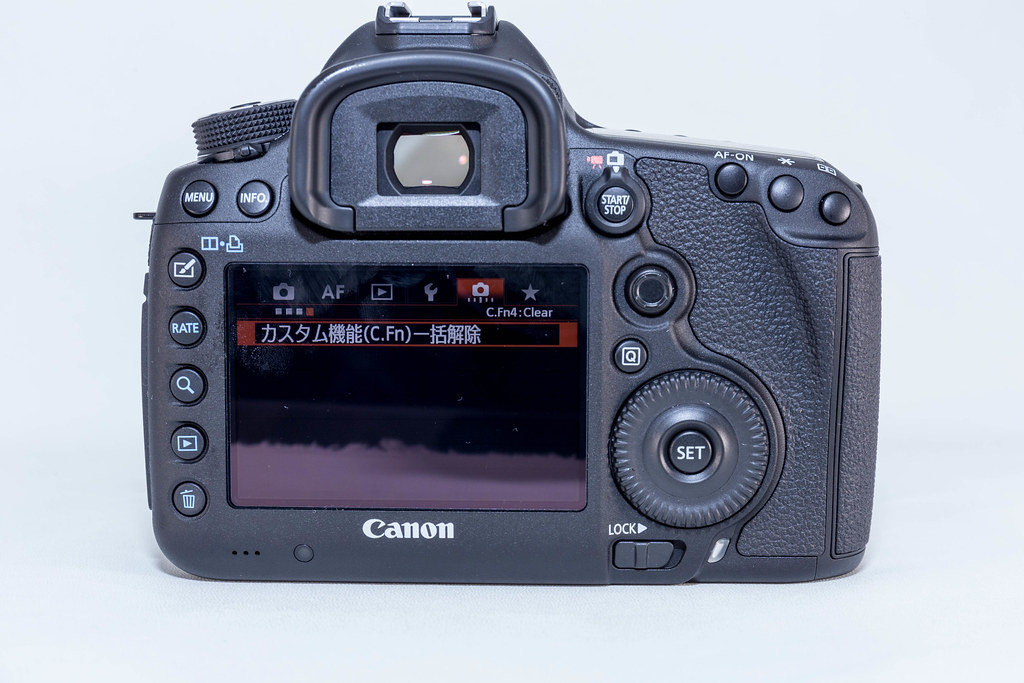 AF-ON
MENU
INFO.
START/
STOP
AF
C.Fn4:Clear
カスタム機能(C.Fn)一括解除
RATE
Q
SET
Canon
LOCK